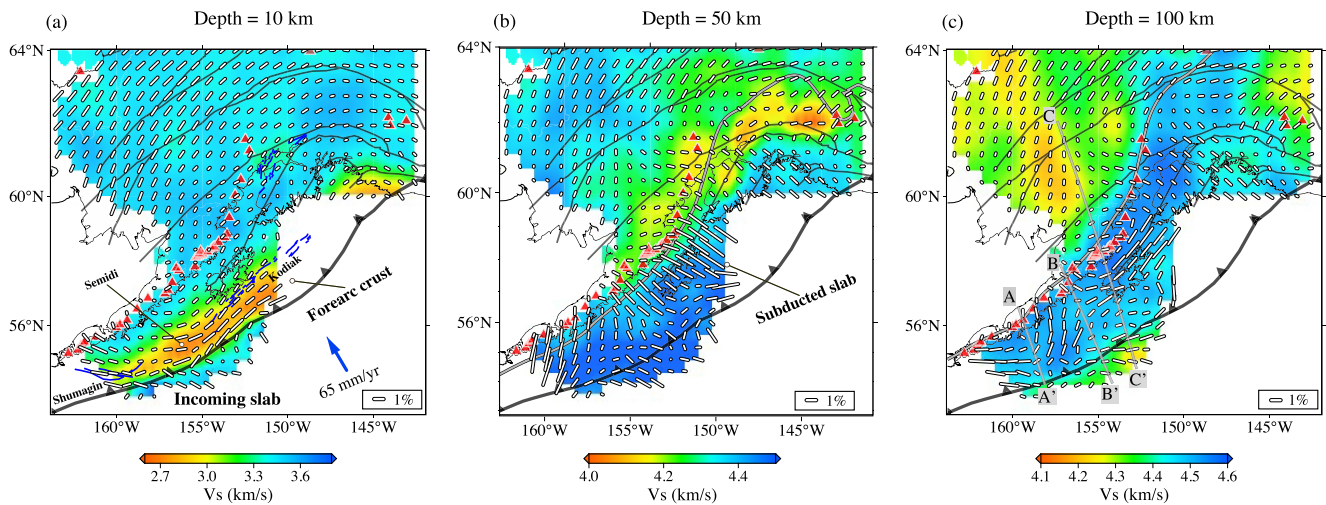 (a)
Depth = 10 km
64°N
60°N
56°N
Semidi
Kodiak
Forearc crust
65 mm/yr
Shumagin
Incoming slab
1%
160°W
155°W
150°W
145°W
2.7
3.0
3.3
3.6
Vs (km/s)
(b)
Depth = 50 km
64°N
60°N
56°N
Subducted slab
1%
160°W
155°W
150°W
145°W
4.0
4.2
4.4
Vs (km/s)
(c)
Depth = 100 km
64°N
60°N
56°N
C
B
A
A'
B'
C'
1%
160°W
155°W
150°W
145°W
4.1
4.2
4.3
4.4
4.5
4.6
Vs (km/s)